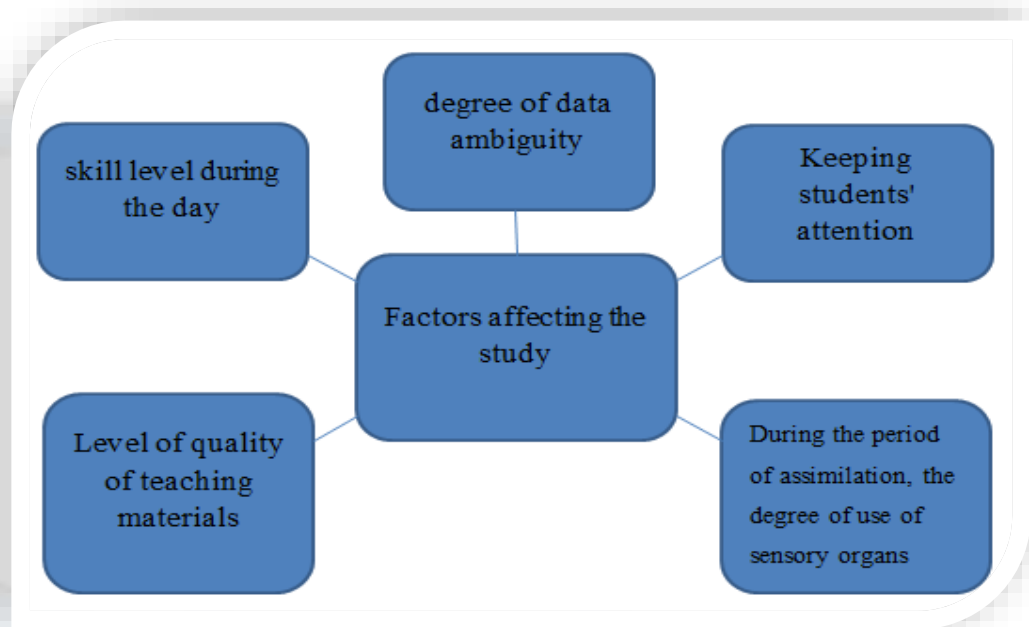 degree of data
ambiguity
skill level during
the day
Keeping
students'
attention
Factors affecting the
study
Level of quality
of teaching
materials
During the period
of assimilation, the
degree of use of
sensory organs